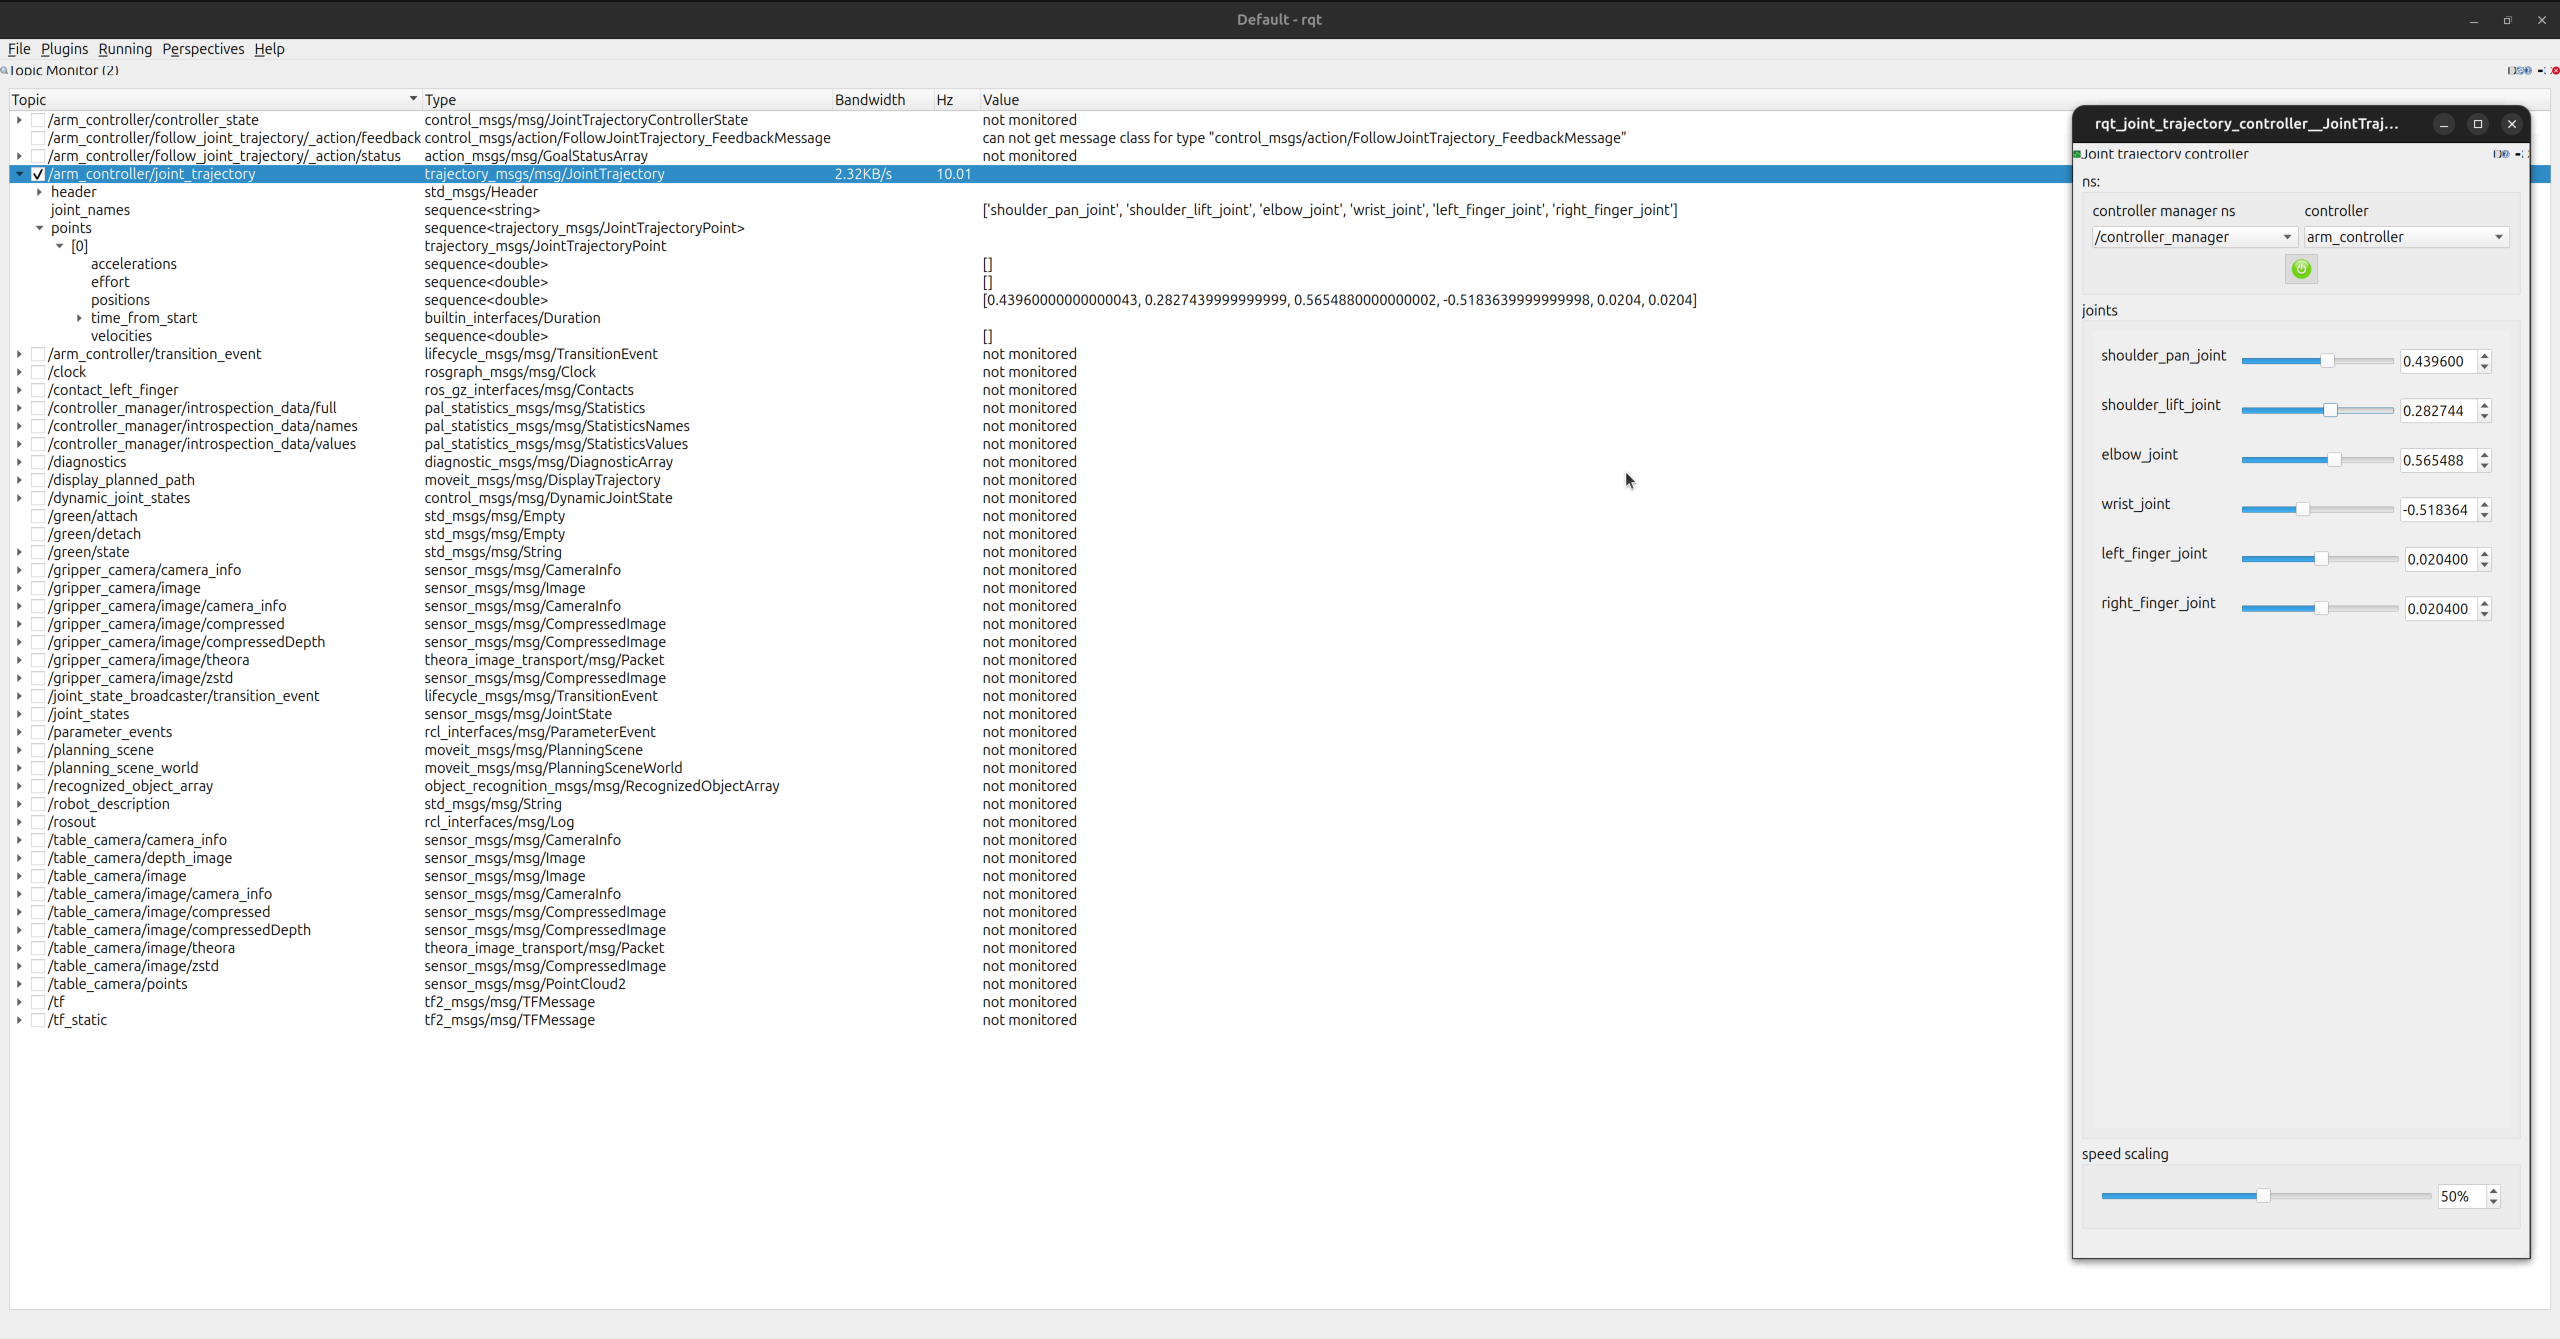 Default - rqt
File Plugins Running Perspectives Help
Topic Monitor (2)
Topic Type Bandwidth Hz Value
/arm_controller/controller_state control_msgs/msg/JointTrajectoryControllerState not monitored
/arm_controller/follow_joint_trajectory/_action/feedback control_msgs/action/FollowJointTrajectory_FeedbackMessage can not get message class for type "control_msgs/action/FollowJointTrajectory_FeedbackMessage"
/arm_controller/follow_joint_trajectory/_action/status action_msgs/msg/GoalStatusArray not monitored
/arm_controller/joint_trajectory trajectory_msgs/msg/JointTrajectory 2.32KB/s 10.01
header std_msgs/Header
joint_names sequence<string> ['shoulder_pan_joint', 'shoulder_lift_joint', 'elbow_joint', 'wrist_joint', 'left_finger_joint', 'right_finger_joint']
points sequence<trajectory_msgs/JointTrajectoryPoint>
[0] trajectory_msgs/JointTrajectoryPoint
accelerations sequence<double> []
effort sequence<double> []
positions sequence<double> [0.43960000000000043, 0.2827439999999999, 0.5654880000000002, -0.5183639999999998, 0.0204, 0.0204]
time_from_start builtin_interfaces/Duration
velocities sequence<double> []
/arm_controller/transition_event lifecycle_msgs/msg/TransitionEvent not monitored
/clock rosgraph_msgs/msg/Clock not monitored
/contact_left_finger ros_gz_interfaces/msg/Contacts not monitored
/controller_manager/introspection_data/full pal_statistics_msgs/msg/Statistics not monitored
/controller_manager/introspection_data/names pal_statistics_msgs/msg/StatisticsNames not monitored
/controller_manager/introspection_data/values pal_statistics_msgs/msg/StatisticsValues not monitored
/diagnostics diagnostic_msgs/msg/DiagnosticArray not monitored
/display_planned_path moveit_msgs/msg/DisplayTrajectory not monitored
/dynamic_joint_states control_msgs/msg/DynamicJointState not monitored
/green/attach std_msgs/msg/Empty not monitored
/green/detach std_msgs/msg/Empty not monitored
/green/state std_msgs/msg/String not monitored
/gripper_camera/camera_info sensor_msgs/msg/CameraInfo not monitored
/gripper_camera/image sensor_msgs/msg/Image not monitored
/gripper_camera/image/camera_info sensor_msgs/msg/CameraInfo not monitored
/gripper_camera/image/compressed sensor_msgs/msg/CompressedImage not monitored
/gripper_camera/image/compressedDepth sensor_msgs/msg/CompressedImage not monitored
/gripper_camera/image/theora theora_image_transport/msg/Packet not monitored
/gripper_camera/image/zstd sensor_msgs/msg/CompressedImage not monitored
/joint_state_broadcaster/transition_event lifecycle_msgs/msg/TransitionEvent not monitored
/joint_states sensor_msgs/msg/JointState not monitored
/parameter_events rcl_interfaces/msg/ParameterEvent not monitored
/planning_scene moveit_msgs/msg/PlanningScene not monitored
/planning_scene_world moveit_msgs/msg/PlanningSceneWorld not monitored
/recognized_object_array object_recognition_msgs/msg/RecognizedObjectArray not monitored
/robot_description std_msgs/msg/String not monitored
/rosout rcl_interfaces/msg/Log not monitored
/table_camera/camera_info sensor_msgs/msg/CameraInfo not monitored
/table_camera/depth_image sensor_msgs/msg/Image not monitored
/table_camera/image sensor_msgs/msg/Image not monitored
/table_camera/image/camera_info sensor_msgs/msg/CameraInfo not monitored
/table_camera/image/compressed sensor_msgs/msg/CompressedImage not monitored
/table_camera/image/compressedDepth sensor_msgs/msg/CompressedImage not monitored
/table_camera/image/theora theora_image_transport/msg/Packet not monitored
/table_camera/image/zstd sensor_msgs/msg/CompressedImage not monitored
/table_camera/points sensor_msgs/msg/PointCloud2 not monitored
/tf tf2_msgs/msg/TFMessage not monitored
/tf_static tf2_msgs/msg/TFMessage not monitored
rqt_joint_trajectory_controller__JointTraj...
Joint trajectory controller
ns:
controller manager ns controller
/controller_manager arm_controller
joints
shoulder_pan_joint 0.439600
shoulder_lift_joint 0.282744
elbow_joint 0.565488
wrist_joint -0.518364
left_finger_joint 0.020400
right_finger_joint 0.020400
speed scaling
50%